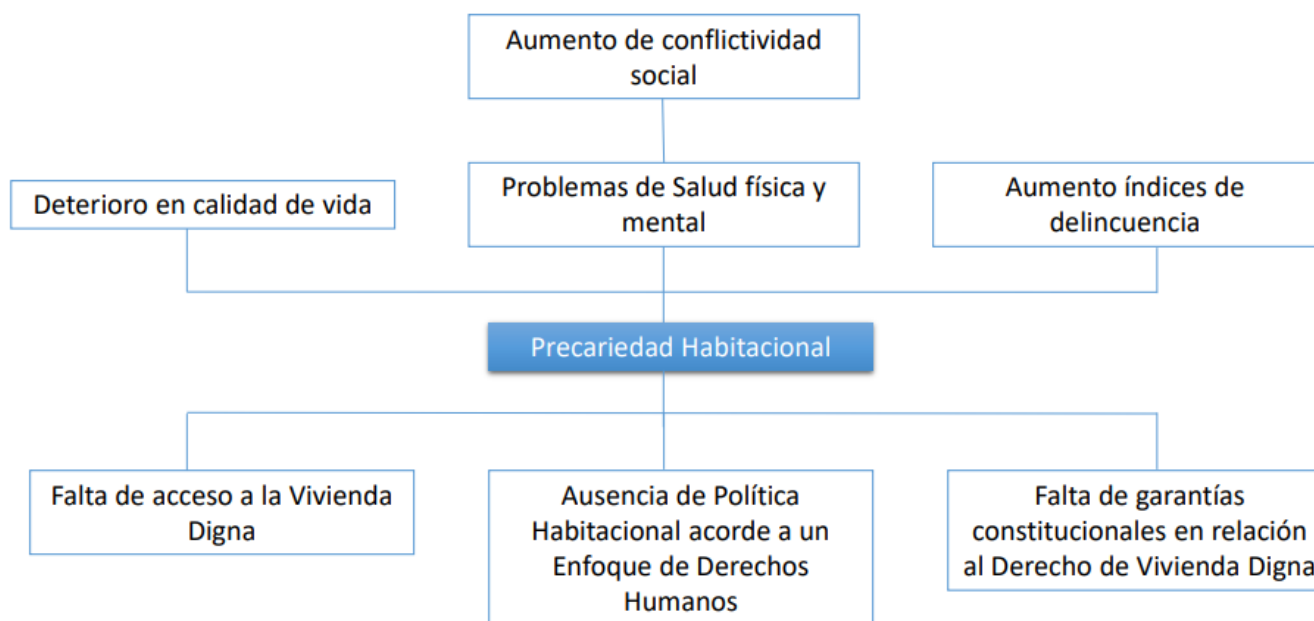 Aumento de conflictividad
social
Deterioro en calidad de vida
Problemas de Salud física y
mental
Aumento índices de
delincuencia
Precariedad Habitacional
Falta de acceso a la Vivienda
Digna
Ausencia de Política
Habitacional acorde a un
Enfoque de Derechos
Humanos
Falta de garantías
constitucionales en relación
al Derecho de Vivienda Digna